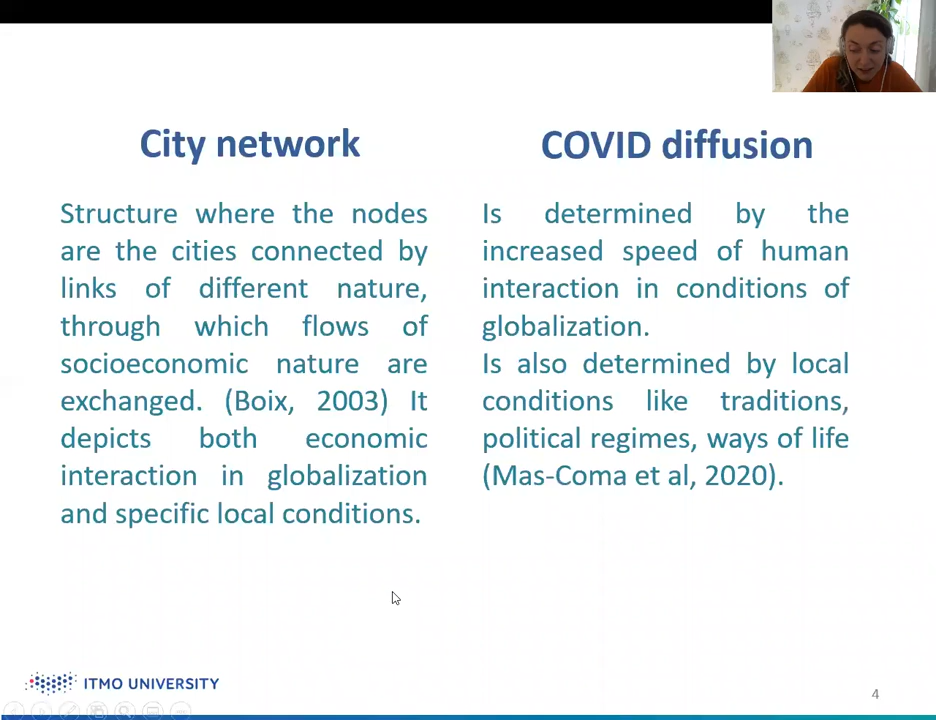 City network
Structure where the nodes
are the cities connected by
links of different nature,
through which flows of
socioeconomic nature are
exchanged. (Boix, 2003) It
depicts both economic
interaction in globalization
and specific local conditions.
COVID diffusion
Is determined by the
increased speed of human
interaction in conditions of
globalization.
Is also determined by local
conditions like traditions,
political regimes, ways of life
(Mas-Coma et al, 2020).
ITMO UNIVERSITY
4